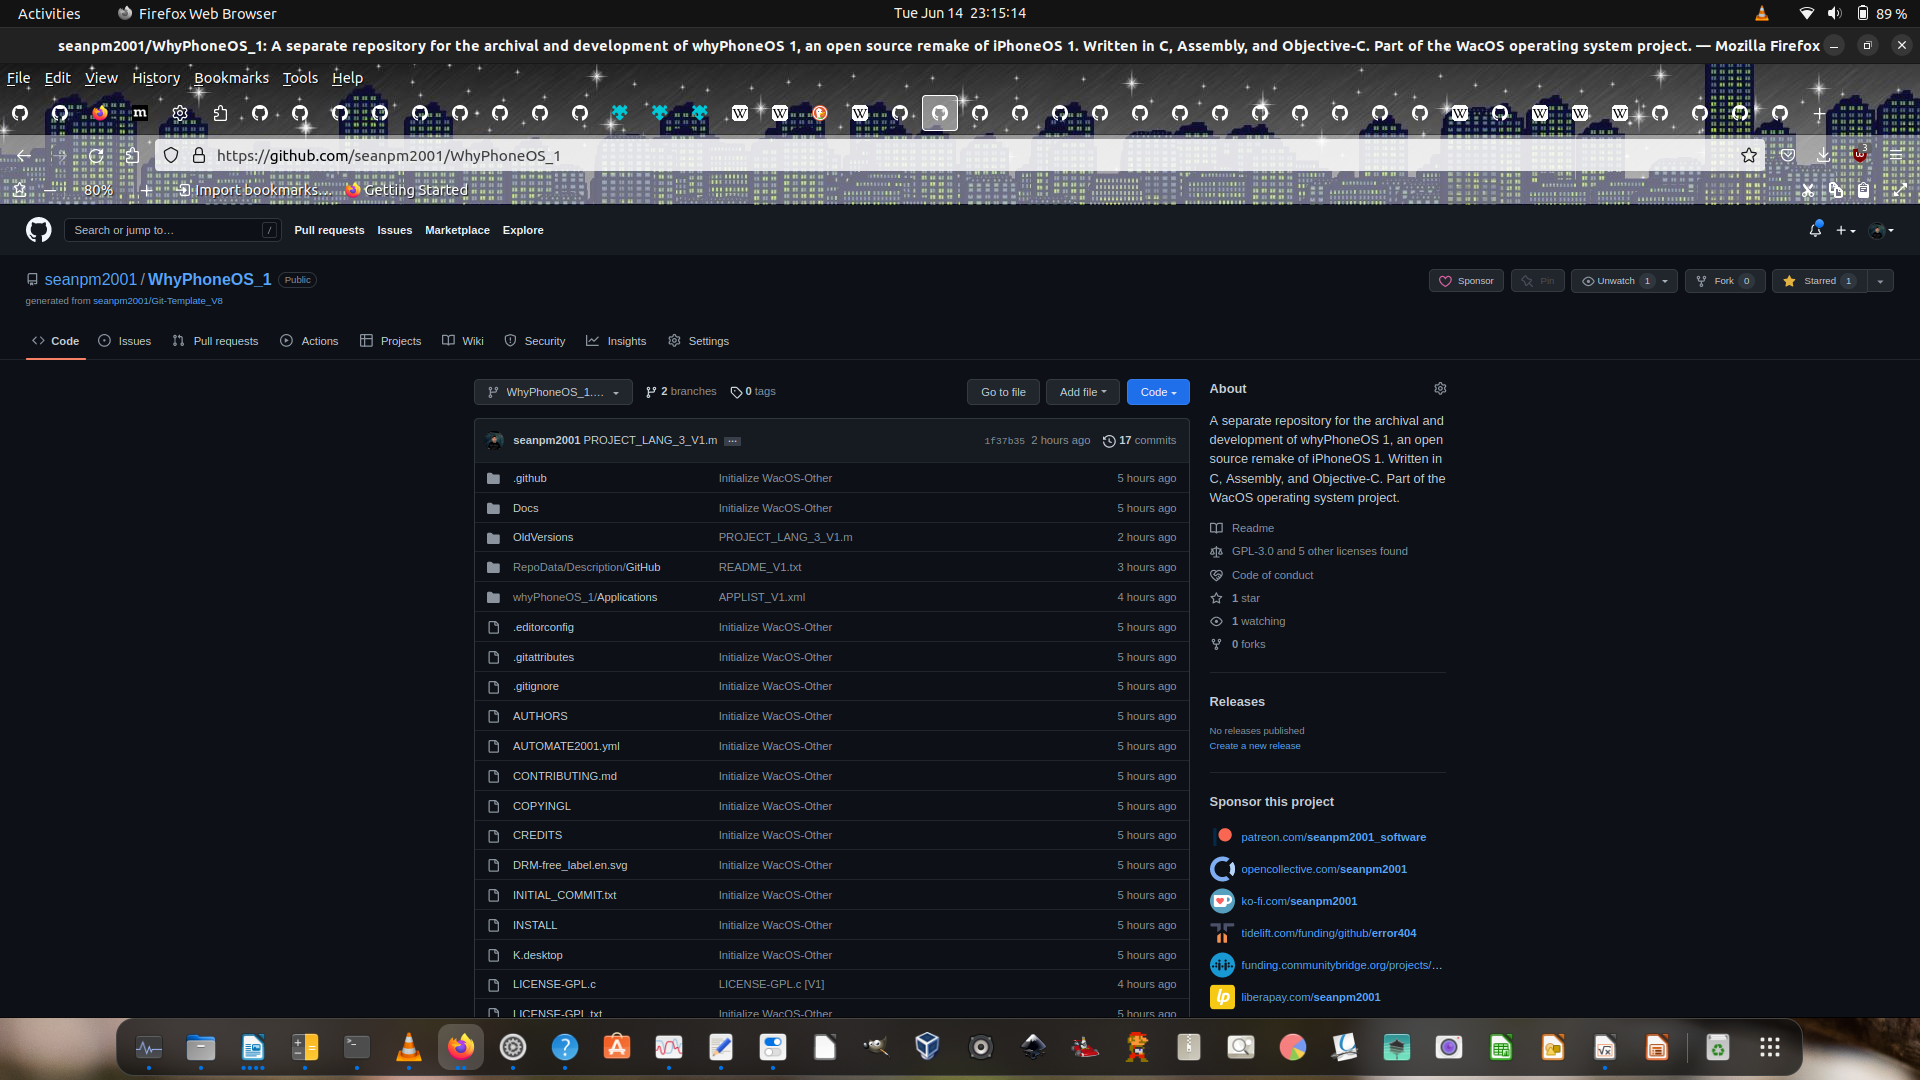 Activities
Firefox Web Browser
Tue Jun 14 23:15:14
89 %
seanpm2001/WhyPhoneOS_1: A separate repository for the archival and development of whyPhoneOS 1, an open source remake of iPhoneOS 1. Written in C, Assembly, and Objective-C. Part of the WacOS operating system project. — Mozilla Firefox
File Edit View History Bookmarks Tools Help
https://github.com/seanpm2001/WhyPhoneOS_1
3
80%
Import bookmarks...
Getting Started
Search or jump to...
/
Pull requests Issues Marketplace Explore
seanpm2001 / WhyPhoneOS_1
Public
generated from seanpm2001/Git-Template_V8
Sponsor
Pin
Unwatch 1
Fork 0
Starred 1
Code
Issues
Pull requests
Actions
Projects
Wiki
Security
Insights
Settings
WhyPhoneOS_1....
2 branches
0 tags
Go to file
Add file
Code
seanpm2001 PROJECT_LANG_3_V1.m ...
1f37b35 2 hours ago
17 commits
.github Initialize WacOS-Other 5 hours ago
Docs Initialize WacOS-Other 5 hours ago
OldVersions PROJECT_LANG_3_V1.m 2 hours ago
RepoData/Description/GitHub README_V1.txt 3 hours ago
whyPhoneOS_1/Applications APPLIST_V1.xml 4 hours ago
.editorconfig Initialize WacOS-Other 5 hours ago
.gitattributes Initialize WacOS-Other 5 hours ago
.gitignore Initialize WacOS-Other 5 hours ago
AUTHORS Initialize WacOS-Other 5 hours ago
AUTOMATE2001.yml Initialize WacOS-Other 5 hours ago
CONTRIBUTING.md Initialize WacOS-Other 5 hours ago
COPYINGL Initialize WacOS-Other 5 hours ago
CREDITS Initialize WacOS-Other 5 hours ago
DRM-free_label.en.svg Initialize WacOS-Other 5 hours ago
INITIAL_COMMIT.txt Initialize WacOS-Other 5 hours ago
INSTALL Initialize WacOS-Other 5 hours ago
K.desktop Initialize WacOS-Other 5 hours ago
LICENSE-GPL.c LICENSE-GPL.c [V1] 4 hours ago
LICENSE-GPL.txt Initialize WacOS-Other 5 hours ago
About
A separate repository for the archival and
development of whyPhoneOS 1, an open
source remake of iPhoneOS 1. Written in
C, Assembly, and Objective-C. Part of the
WacOS operating system project.
Readme
GPL-3.0 and 5 other licenses found
Code of conduct
1 star
1 watching
0 forks
Releases
No releases published
Create a new release
Sponsor this project
patreon.com/seanpm2001_software
opencollective.com/seanpm2001
ko-fi.com/seanpm2001
tidelift.com/funding/github/error404
funding.communitybridge.org/projects/...
liberapay.com/seanpm2001